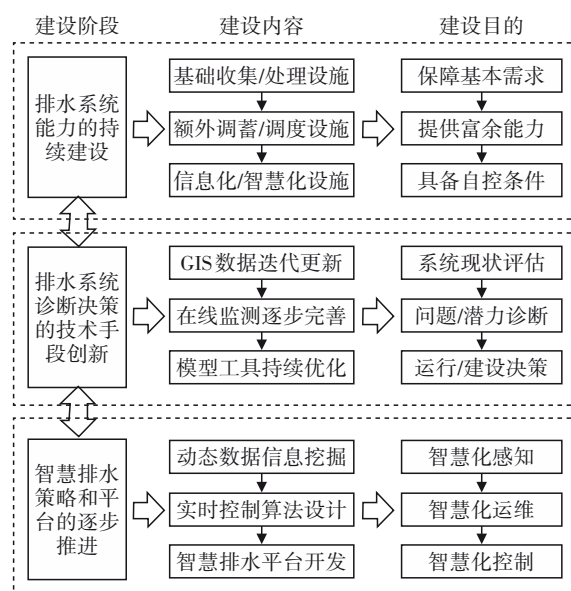 建设阶段 建设内容 建设目的
排水系统
能力的持
续建设
基础收集/处理设施
额外调蓄/调度设施
信息化/智慧化设施
保障基本需求
提供富余能力
具备自控条件
排水系统
诊断决策
的技术手
段创新
GIS数据迭代更新
在线监测逐步完善
模型工具持续优化
系统现状评估
问题/潜力诊断
运行/建设决策
智慧排水
策略和平
台的逐步
推进
动态数据信息挖掘
实时控制算法设计
智慧排水平台开发
智慧化感知
智慧化运维
智慧化控制